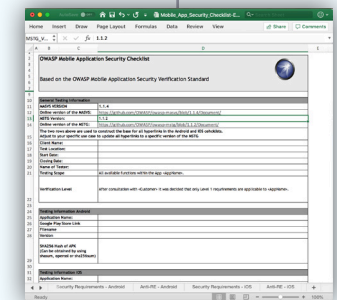 Mobile_App_Security_Checklist-E...
Home Insert Draw Page Layout Formulas Data Review View Share Comments
1.1.2
A B C D E
OWASP Mobile Application Security Checklist
Based on the OWASP Mobile Application Security Verification Standard
General Testing Information
MASVS VERSION 1.1.4
Online version of the MASVS:
MSTG Version: 1.1.2
Online version of the MSTG:
The two rows above are used to construct the base for all hyperlinks in the Android and iOS checklists.
Adjust to your specific use case to update all hyperlinks to a specific version of the MSTG
Client Name:
Test Location:
Start Date:
Closing Date:
Name of Tester:
Testing Scope All available functions within the App <AppName>.
Verification Level After consultation with <Customer> it was decided that only Level 1 requirements are applicable to <AppName>.
Testing Information Android
Application Name:
Google Play Store Link
Filename
Version
SHA256 Hash of APK
(Can be obtained by using
shasum, openssl or sha256sum)
Testing Information iOS
Application Name:
Security Requirements - Android Anti-RE - Android Security Requirements - iOS Anti-RE - iOS
Ready 100%